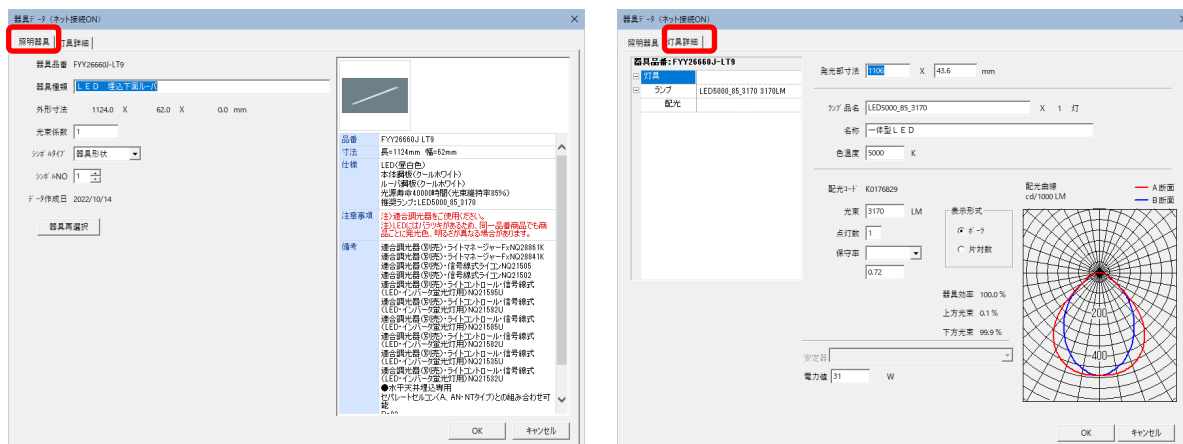 器具データ (ネット接続ON)
照明器具
灯具詳細
器具品番 FYY26660J-LT9
器具種類 LED 埋込下面ルーバ
外形寸法 1124.0 X 62.0 X 0.0 mm
光束係数 1
シンボルタイプ 器具形状
シンボルNO 1
データ作成日 2022/10/14
器具再選択
品番 FYY26660J LT9
寸法 長=1124mm 幅=62mm
仕様 LED(昼白色)
本体鋼板(クールホワイト)
ルーバ鋼板(クールホワイト)
光源寿命40000時間(光束維持率85%)
推奨ランプ:LED5000_85_3170
注意事項 注)適合調光器をご使用ください。
注)LEDにはバラツキがあるため、同一品番商品でも商
品ごとに発光色、明るさが異なる場合があります。
備考 適合調光器(別売)・ライトマネージャーFxNQ28861K
適合調光器(別売)・ライトマネージャーFxNQ28841K
適合調光器(別売)・信号線式ライコンNQ21505
適合調光器(別売)・信号線式ライコンNQ21502
適合調光器(別売)・ライトコントロール・信号線式
(LED・インバータ蛍光灯用)NQ21595U
適合調光器(別売)・ライトコントロール・信号線式
(LED・インバータ蛍光灯用)NQ21592U
適合調光器(別売)・ライトコントロール・信号線式
(LED・インバータ蛍光灯用)NQ21585U
適合調光器(別売)・ライトコントロール・信号線式
(LED・インバータ蛍光灯用)NQ21582U
適合調光器(別売)・ライトコントロール・信号線式
(LED・インバータ蛍光灯用)NQ21535U
適合調光器(別売)・ライトコントロール・信号線式
(LED・インバータ蛍光灯用)NQ21532U
●水平天井埋込専用
セパレートセルコン(A、AN・NTタイプ)との組み合わせ可
能
OK キャンセル
器具データ (ネット接続ON)
照明器具
灯具詳細
器具品番:FYY26660J-LT9
灯具
ランプ LED5000_85_3170 3170LM
配光
発光部寸法 1106 X 43.6 mm
ランプ品名 LED5000_85_3170 X 1 灯
名称 一体型LED
色温度 5000 K
配光コード K0176829
光束 3170 LM
点灯数 1
保守率
0.72
表示形式
ポーラ
片対数
配光曲線
cd/1000 LM
A断面
B断面
200
400
器具効率 100.0 %
上方光束 0.1 %
下方光束 99.9 %
安定器
電力値 31 W
OK キャンセル